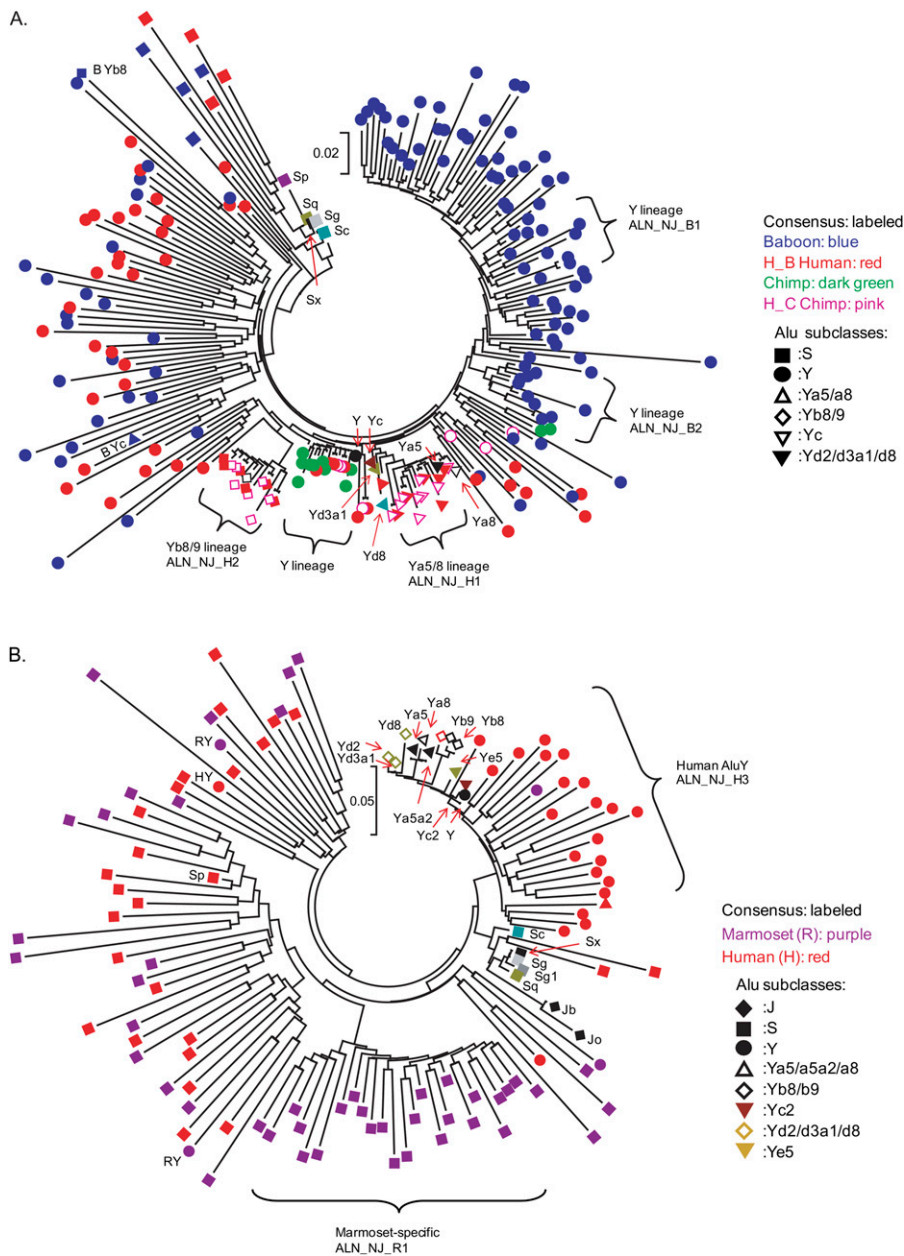 A.
B Yb8
0.02
Sp
Sq
Sg
Sc
Sx
Y lineage
ALN_NJ_B1
Consensus: labeled
Baboon: blue
H_B Human: red
Chimp: dark green
H_C Chimp: pink
Alu subclasses:
:S
:Y
:Ya5/a8
:Yb8/9
:Yc
:Yd2/d3a1/d8
Y lineage
ALN_NJ_B2
B Yc
Y
Yc
Ya5
Yd3a1
Yd8
Ya8
Yb8/9 lineage
ALN_NJ_H2
Y lineage
Ya5/8 lineage
ALN_NJ_H1
B.
RY
HY
Sp
Yd2
Yd3a1
Yd8
Ya5
Ya8
Yb9
Yb8
Ye5
0.05
Ya5a2
Yc2
Y
Human AluY
ALN_NJ_H3
Sc
Sx
Sg
Sg1
Sq
Jb
Jo
Consensus: labeled
Marmoset (R): purple
Human (H): red
Alu subclasses:
:J
:S
:Y
:Ya5/a5a2/a8
:Yb8/b9
:Yc2
:Yd2/d3a1/d8
:Ye5
RY
Marmoset-specific
ALN_NJ_R1